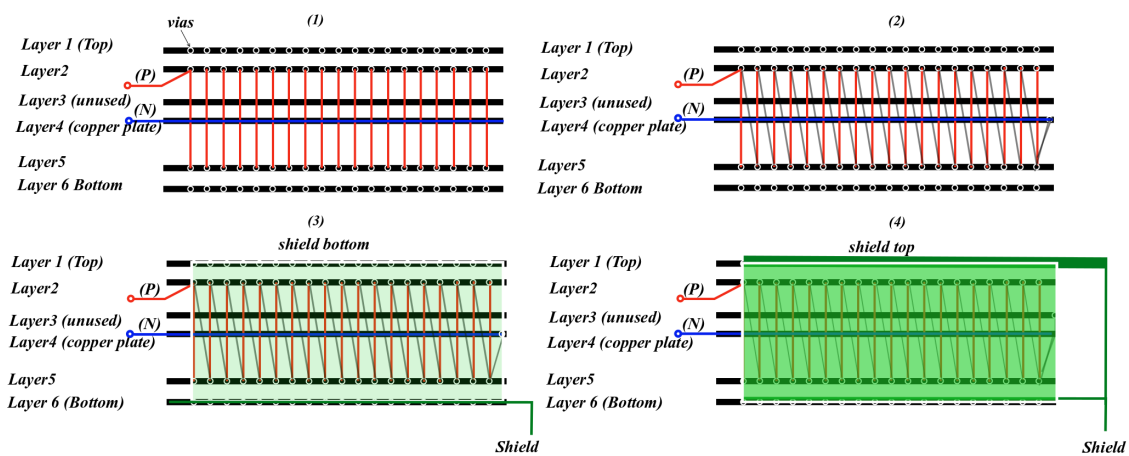 (1)
vias
Layer 1 (Top)
Layer2
(P)
Layer3 (unused)
(N)
Layer4 (copper plate)
Layer5
Layer 6 Bottom
(2)
Layer 1 (Top)
Layer2
(P)
Layer3 (unused)
(N)
Layer4 (copper plate)
Layer5
Layer 6 Bottom
(3)
shield bottom
Layer 1 (Top)
Layer2
(P)
Layer3 (unused)
(N)
Layer4 (copper plate)
Layer5
Layer 6 (Bottom)
Shield
(4)
shield top
Layer 1 (Top)
Layer2
(P)
Layer3 (unused)
(N)
Layer4 (copper plate)
Layer5
Layer 6 (Bottom)
Shield